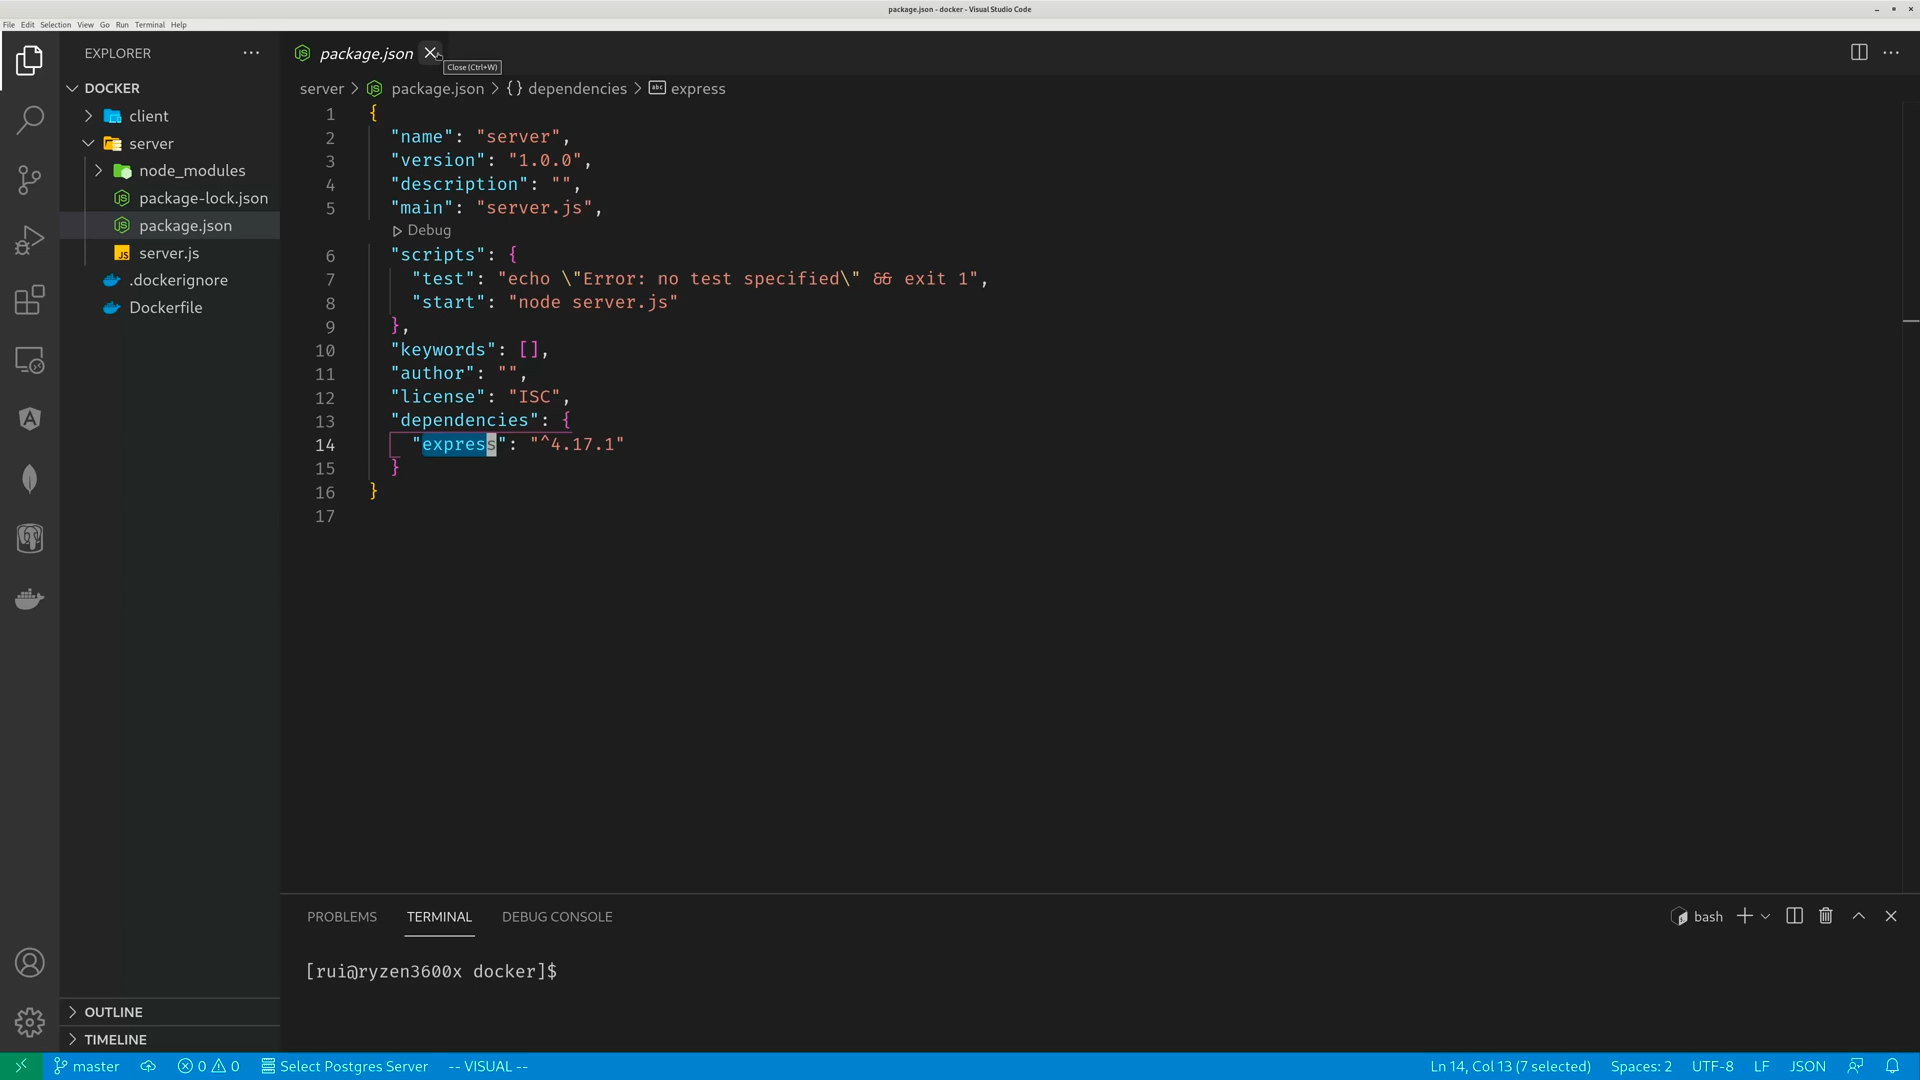 package.json - docker - Visual Studio Code
File Edit Selection View Go Run Terminal Help
EXPLORER
package.json
Close (Ctrl+W)
DOCKER
client
server
node_modules
package-lock.json
package.json
server.js
.dockerignore
Dockerfile
OUTLINE
TIMELINE
server > package.json > {} dependencies > abc express
1 {
2 "name": "server",
3 "version": "1.0.0",
4 "description": "",
5 "main": "server.js",
Debug
6 "scripts": {
7 "test": "echo \"Error: no test specified\" && exit 1",
8 "start": "node server.js"
9 },
10 "keywords": [],
11 "author": "",
12 "license": "ISC",
13 "dependencies": {
14 "express": "^4.17.1"
15 }
16 }
17
PROBLEMS TERMINAL DEBUG CONSOLE
bash
[rui@ryzen3600x docker]$
master 0 0 Select Postgres Server -- VISUAL -- Ln 14, Col 13 (7 selected) Spaces: 2 UTF-8 LF JSON